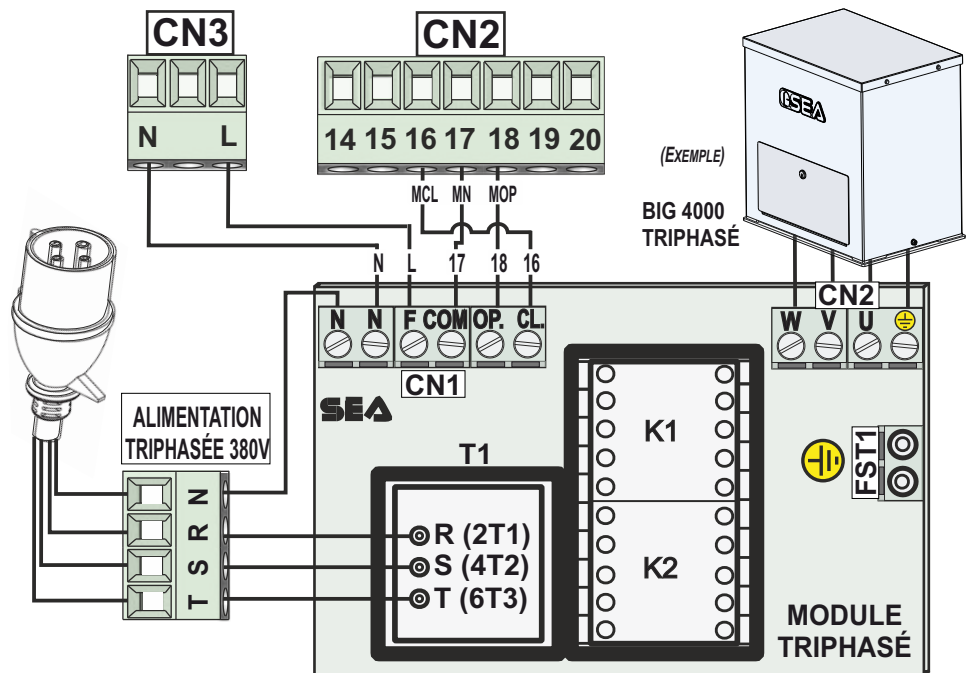 CN3
N L
CN2
14 15 16 17 18 19 20
MCL MN MOP
N L 17 18 16
SEA
(EXEMPLE)
BIG 4000
TRIPHASÉ
CN2
W V U
N N F COM OP. CL.
CN1
SEA
ALIMENTATION
TRIPHASÉE 380V
N
R
S
T
T1
R (2T1)
S (4T2)
T (6T3)
K1
K2
FST1
MODULE
TRIPHASÉ